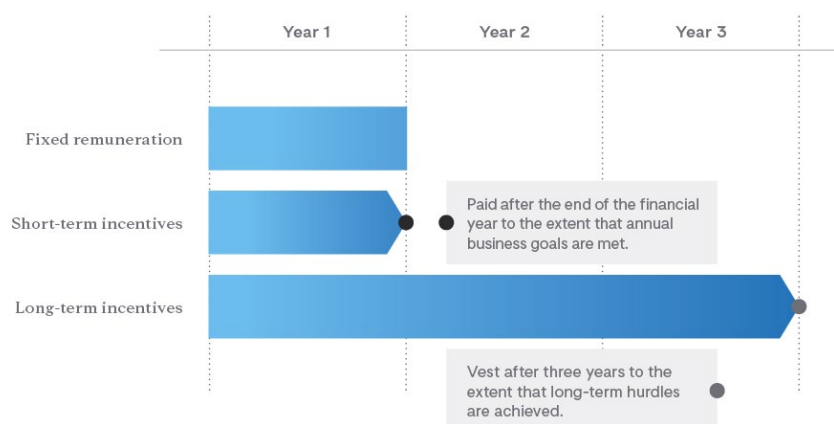 Year 1
Year 2
Year 3
Fixed remuneration
Short-term incentives
Paid after the end of the financial
year to the extent that annual
business goals are met.
Long-term incentives
Vest after three years to the
extent that long-term hurdles
are achieved.